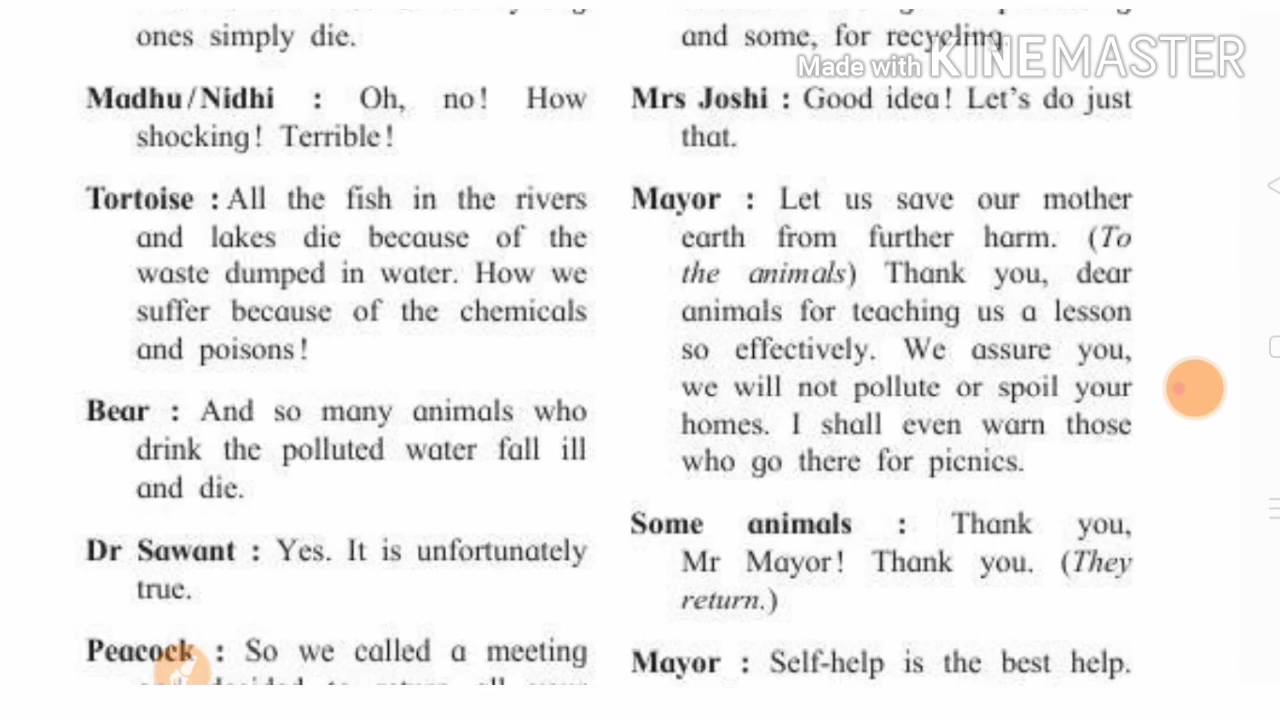 ones simply die.
Madhu/Nidhi : Oh, no! How
shocking! Terrible!
Tortoise : All the fish in the rivers
and lakes die because of the
waste dumped in water. How we
suffer because of the chemicals
and poisons!
Bear : And so many animals who
drink the polluted water fall ill
and die.
Dr Sawant : Yes. It is unfortunately
true.
Peacock : So we called a meeting
and some, for recycling
Made with KINEMASTER
Mrs Joshi : Good idea! Let's do just
that.
Mayor : Let us save our mother
earth from further harm. (To
the animals) Thank you, dear
animals for teaching us a lesson
so effectively. We assure you,
we will not pollute or spoil your
homes. I shall even warn those
who go there for picnics.
Some animals : Thank you,
Mr Mayor! Thank you. (They
return.)
Mayor : Self-help is the best help.